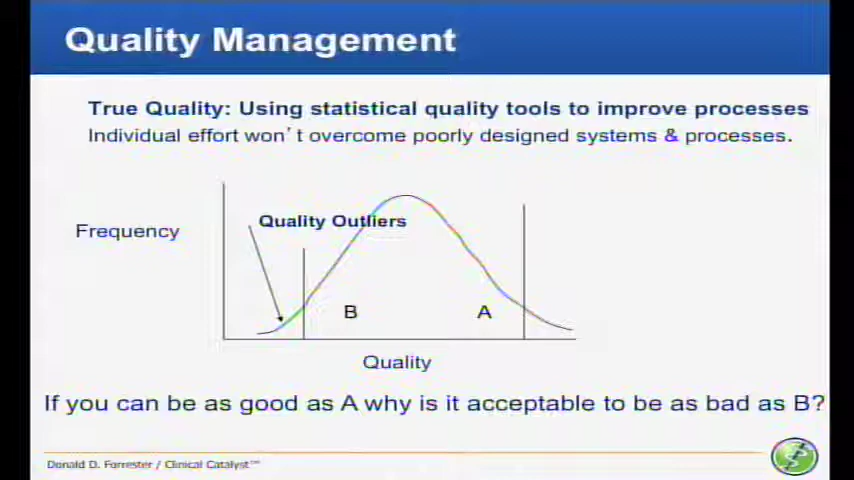 Quality Management
True Quality: Using statistical quality tools to improve processes
Individual effort won't overcome poorly designed systems & processes.
Quality Outliers
Frequency
B
A
Quality
If you can be as good as A why is it acceptable to be as bad as B?
Donald D. Forrester / Clinical Catalyst™